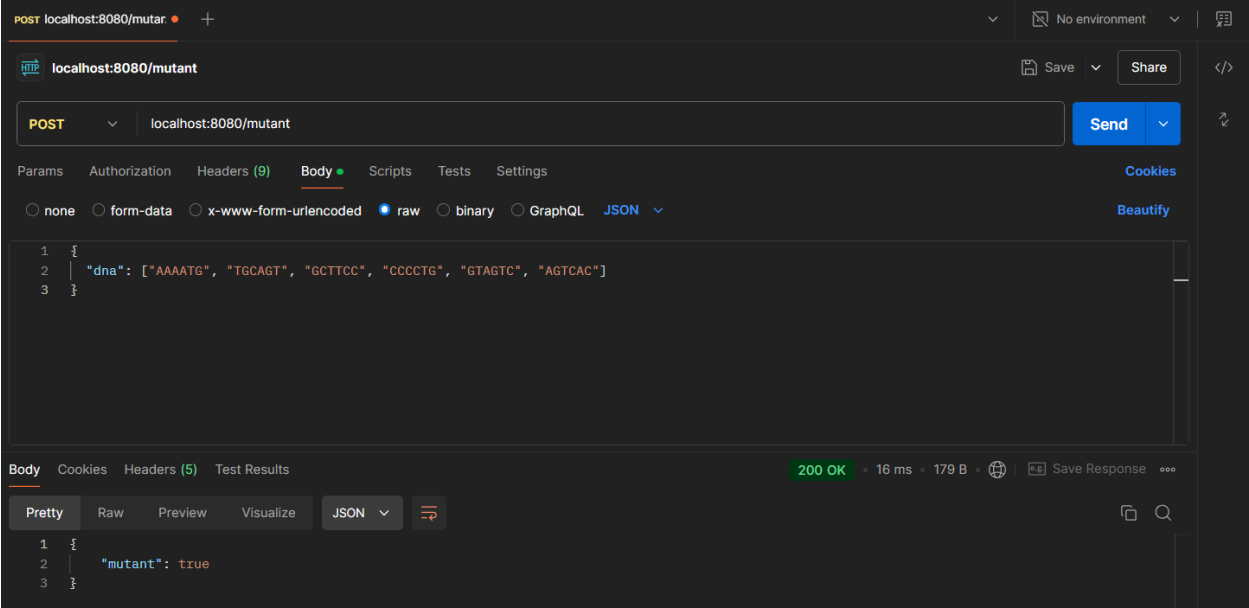 POST localhost:8080/mutar
No environment
HTTP localhost:8080/mutant
Save
Share
</>
POST
localhost:8080/mutant
Send
Params Authorization Headers (9) Body Scripts Tests Settings
Cookies
none form-data x-www-form-urlencoded raw binary GraphQL JSON
Beautify
1 {
2 "dna": ["AAAATG", "TGCAGT", "GCTTCC", "CCCCTG", "GTAGTC", "AGTCAC"]
3 }
Body Cookies Headers (5) Test Results
200 OK • 16 ms • 179 B
e.g. Save Response
Pretty Raw Preview Visualize JSON
1 {
2 "mutant": true
3 }